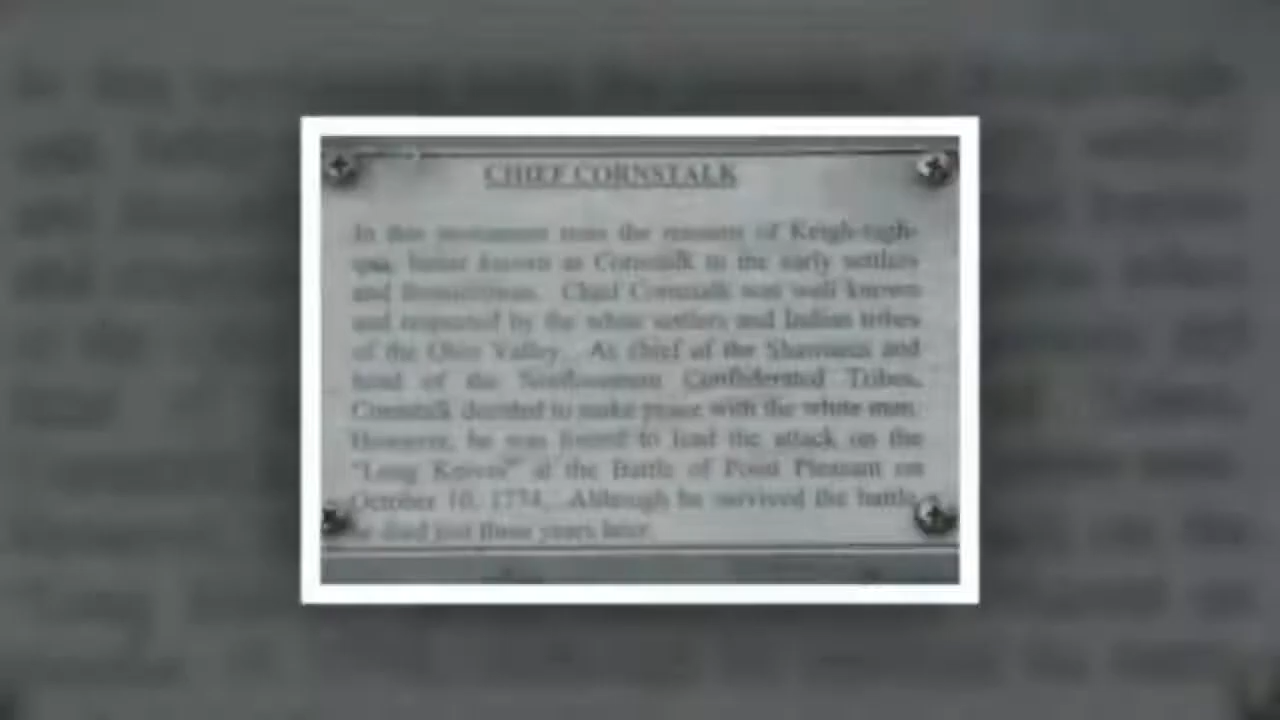 CHIEF CORNSTALK
In this monument rests the remains of Keigh-tugh-
qua, better known as Cornstalk to the early settlers
and frontiersmen. Chief Cornstalk was well known
and respected by the white settlers and Indian tribes
of the Ohio Valley. As chief of the Shawnees and
head of the Northwestern Confederated Tribes,
Cornstalk decided to make peace with the white man.
However, he was forced to lead the attack on the
"Long Knives" at the Battle of Point Pleasant on
October 10, 1774. Although he survived the battle,
he died just three years later.